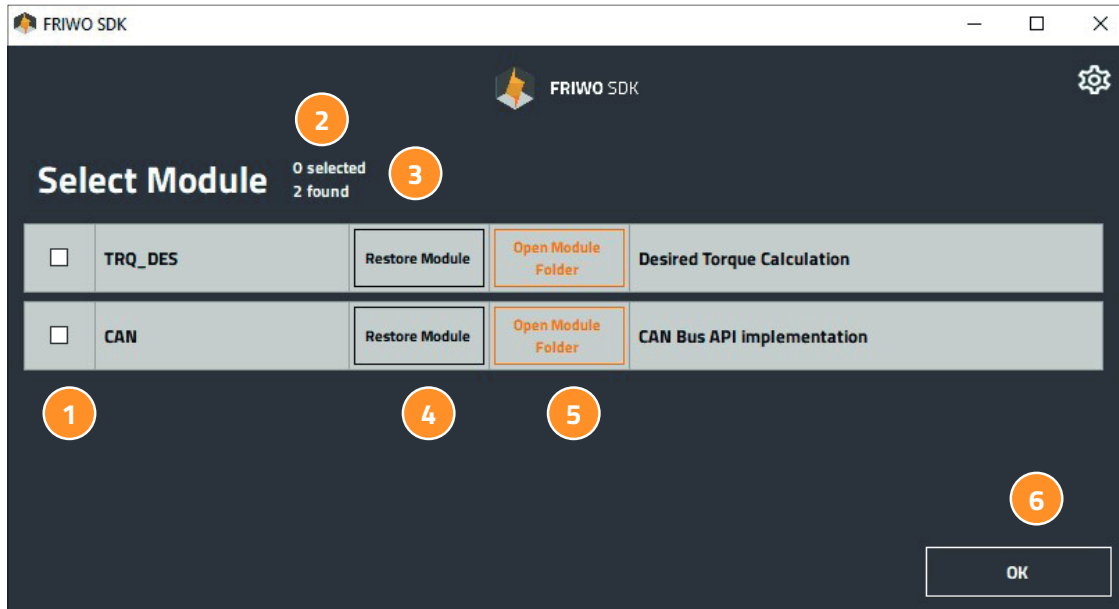 FRIWO SDK
FRIWO SDK
2
Select Module
0 selected
2 found
3
TRQ_DES
Restore Module
Open Module
Folder
Desired Torque Calculation
CAN
Restore Module
Open Module
Folder
CAN Bus API implementation
1
4
5
6
OK